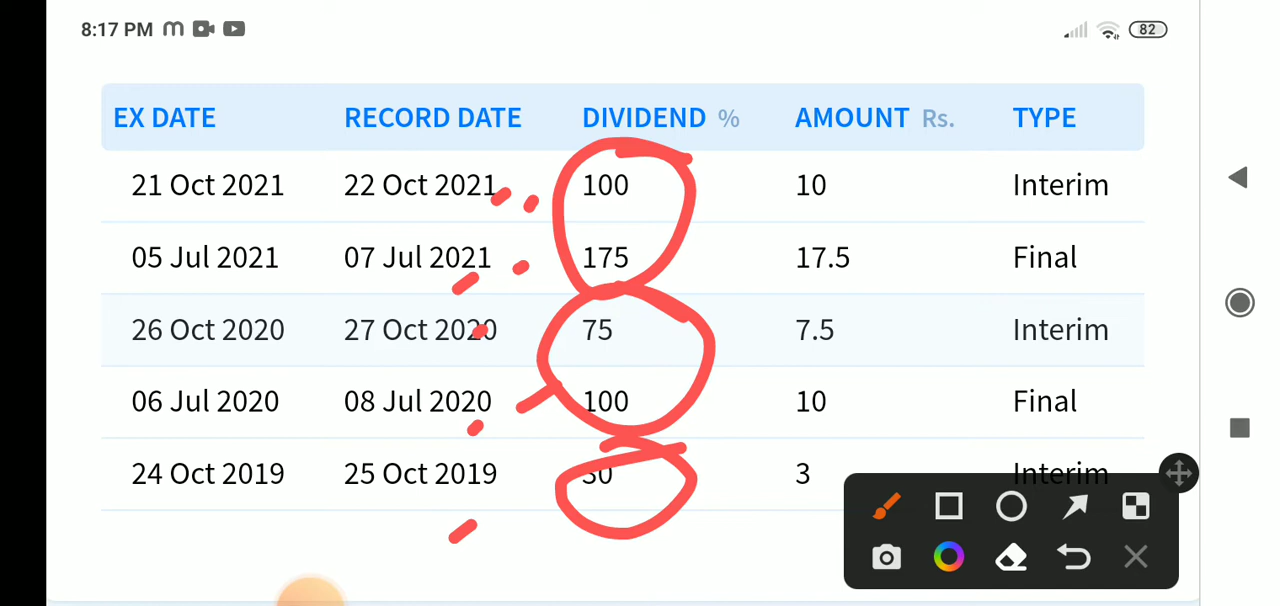 8:17 PM 82
EX DATE RECORD DATE DIVIDEND % AMOUNT Rs. TYPE
21 Oct 2021 22 Oct 2021 100 10 Interim
05 Jul 2021 07 Jul 2021 175 17.5 Final
26 Oct 2020 27 Oct 2020 75 7.5 Interim
06 Jul 2020 08 Jul 2020 100 10 Final
24 Oct 2019 25 Oct 2019 30 3 Interim